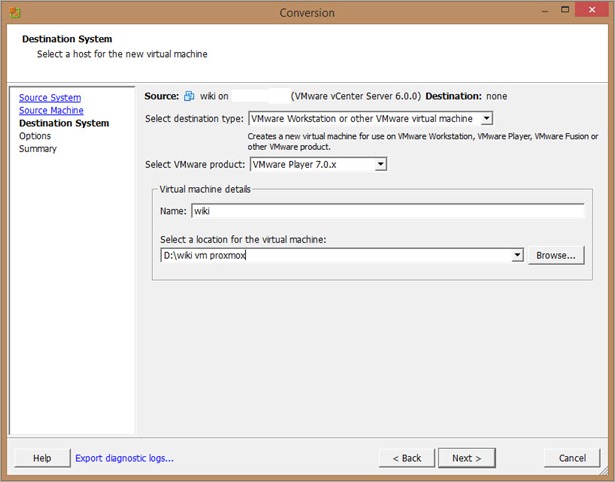 Conversion
Destination System
Select a host for the new virtual machine
Source System
Source Machine
Destination System
Options
Summary
Source: wiki on (VMware vCenter Server 6.0.0) Destination: none
Select destination type: VMware Workstation or other VMware virtual machine
Creates a new virtual machine for use on VMware Workstation, VMware Player, VMware Fusion or
other VMware product.
Select VMware product: VMware Player 7.0.x
Virtual machine details
Name: wiki
Select a location for the virtual machine:
D:\wiki vm proxmox Browse...
Help Export diagnostic logs... < Back Next > Cancel